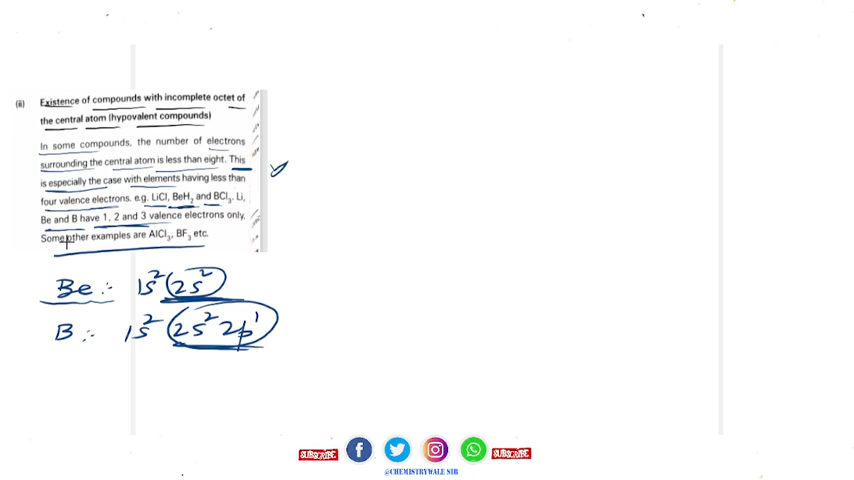 (ii) Existence of compounds with incomplete octet of
the central atom (hypovalent compounds)
In some compounds, the number of electrons
surrounding the central atom is less than eight. This
is especially the case with elements having less than
four valence electrons. e.g. LiCl, BeH₂ and BCl₃. Li,
Be and B have 1, 2 and 3 valence electrons only.
Some other examples are AlCl₃, BF₃ etc.
Be :- 1s² 2s²
B :- 1s² 2s² 2p¹
SUBSCRIBE SUBSCRIBE
@CHEMISTRYWALE SIR